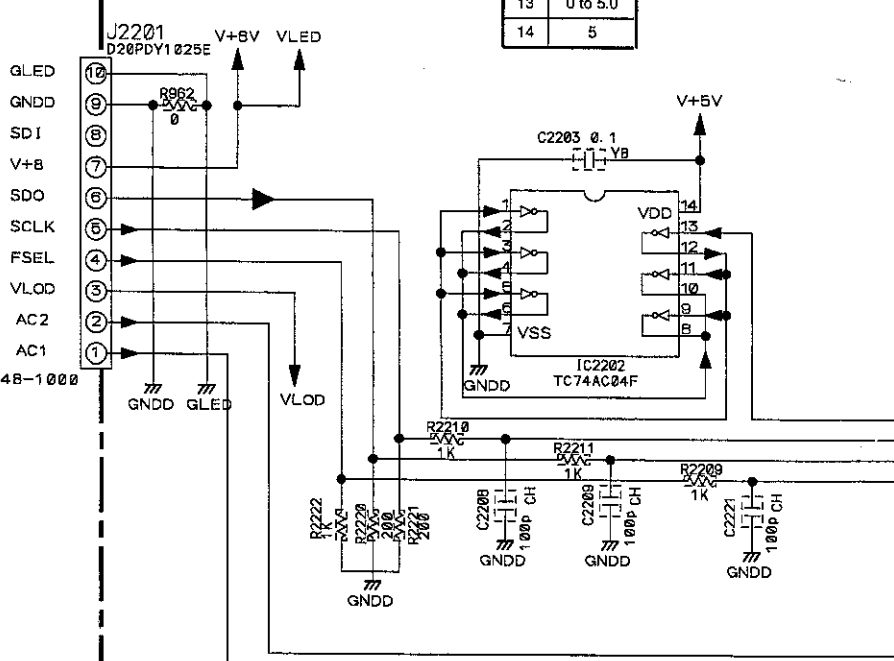 13 0 to 5.0
14 5
J2201
D20PDY1025E
V+8V VLED
GLED 10
GNDD 9
R962
0
SDI 8
V+8 7
SDO 6
SCLK 5
FSEL 4
VLOD 3
AC2 2
AC1 1
48-1000
GNDD GLED
VLOD
V+5V
C2203 0.1
YB
1
2
3
4
5
6
7 VSS
VDD 14
13
12
11
10
9
8
IC2202
TC74AC04F
GNDD
R2210
1K
R2211
1K
R2209
1K
R2222
1K
R2220
200
R2221
200
GNDD
C2208
100p CH
GNDD
C2209
100p CH
GNDD
C2221
100p CH
GNDD